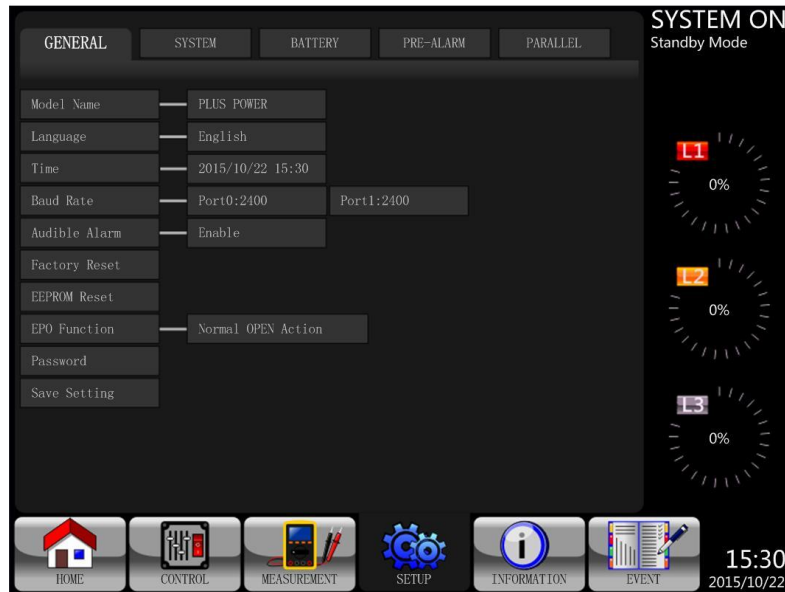 SYSTEM ON
Standby Mode
GENERAL SYSTEM BATTERY PRE-ALARM PARALLEL
Model Name PLUS POWER
Language English
Time 2015/10/22 15:30
Baud Rate Port0:2400 Port1:2400
Audible Alarm Enable
Factory Reset
EEPROM Reset
EPO Function Normal OPEN Action
Password
Save Setting
L1
0%
L2
0%
L3
0%
HOME CONTROL MEASUREMENT SETUP INFORMATION EVENT
15:30
2015/10/22